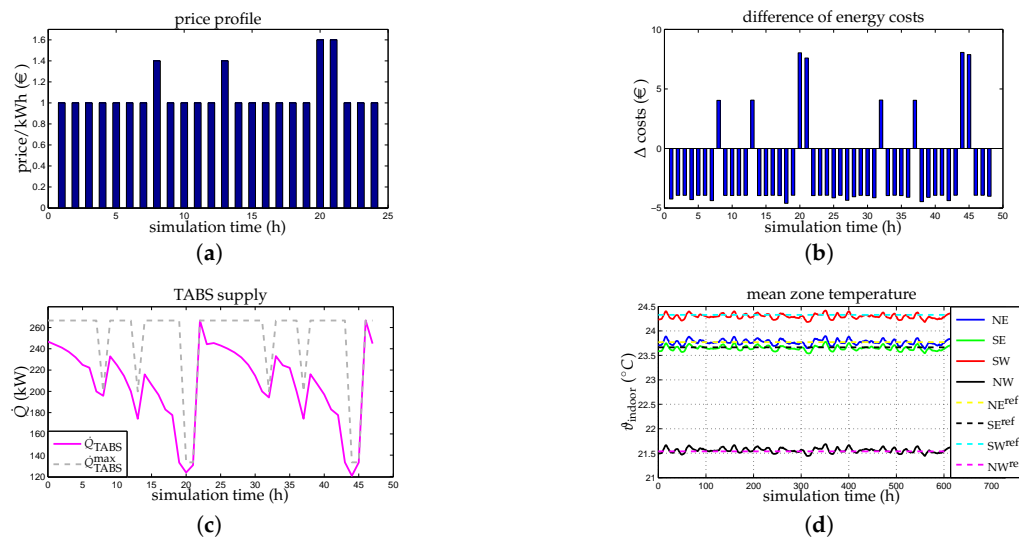 price profile
1.6
1.4
1.2
1
0.8
0.6
0.4
0.2
0
price/kWh (€)
0 5 10 15 20 25
simulation time (h)
(a)
difference of energy costs
10
5
0
−5
Δ costs (€)
0 5 10 15 20 25 30 35 40 45 50
simulation time (h)
(b)
TABS supply
260
240
220
200
180
160
140
120
Q̇ (kW)
Q̇TABS
Q̇maxTABS
0 5 10 15 20 25 30 35 40 45 50
simulation time (h)
(c)
mean zone temperature
24.5
24
23.5
23
22.5
22
21.5
ϑindoor (°C)
0 100 200 300 400 500 600 700
simulation time (h)
NE
SE
SW
NW
NEref
SEref
SWref
NWre
(d)